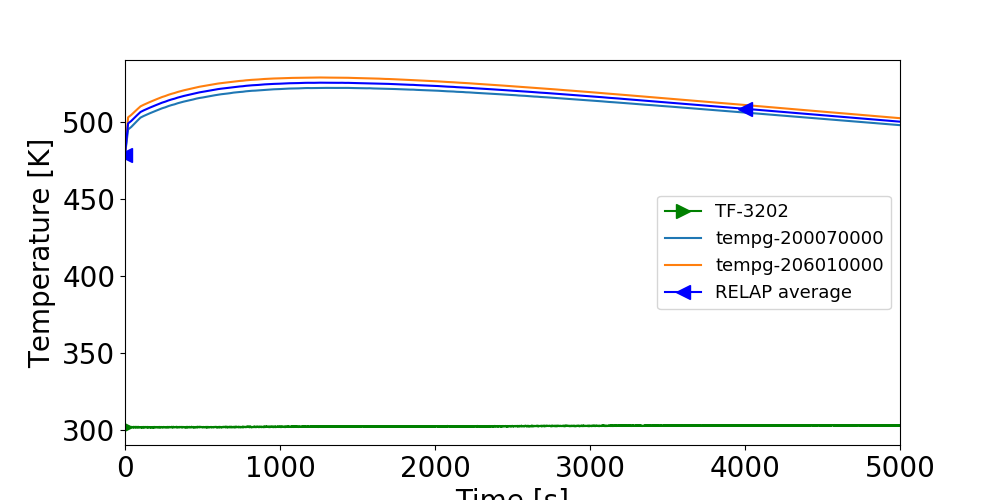 Temperature [K]
500
450
400
350
300
TF-3202
tempg-200070000
tempg-206010000
RELAP average
0 1000 2000 3000 4000 5000
Time [s]